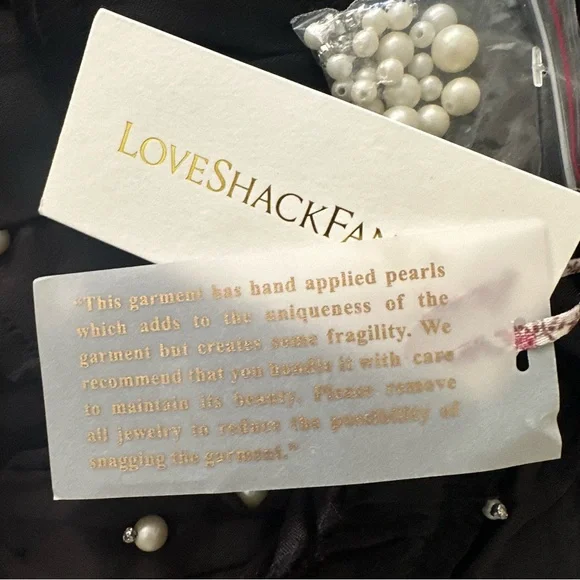 LOVESHACKFAN
"This garment has hand applied pearls
which adds to the uniqueness of the
garment but creates some fragility. We
recommend that you handle it with care
to maintain its beauty. Please remove
all jewelry to reduce the possibility of
snagging the garment."